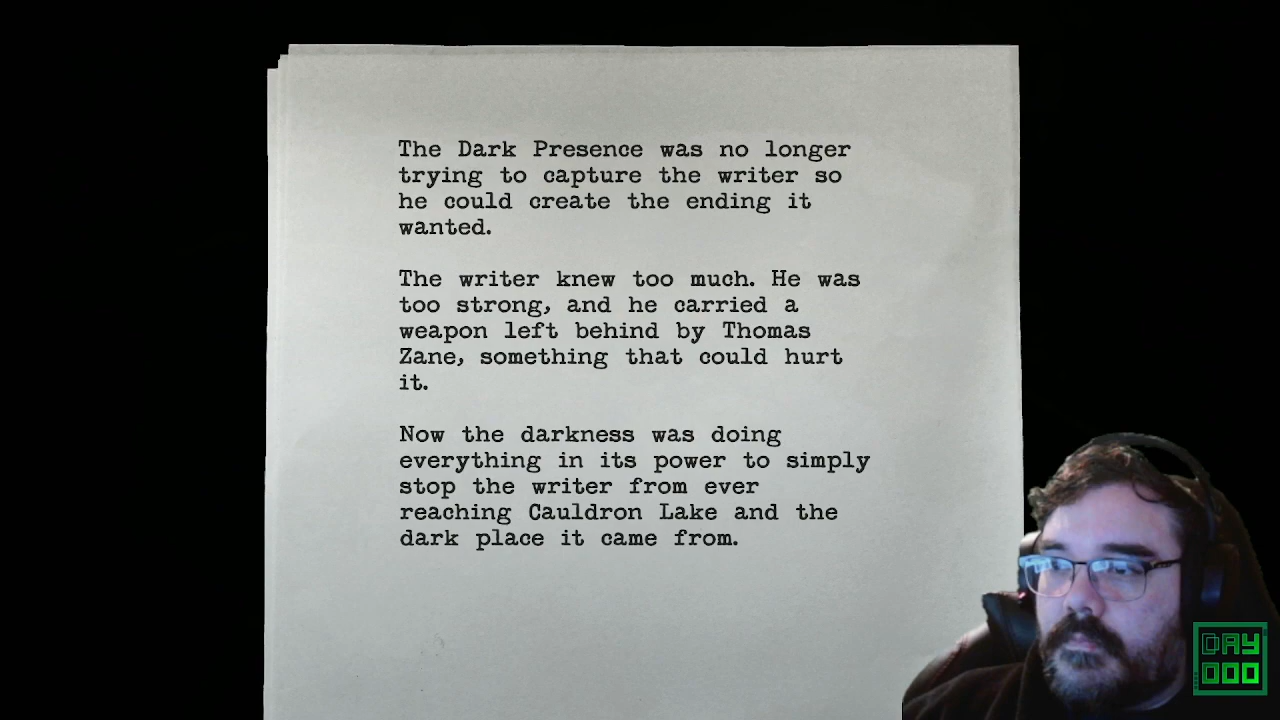 The Dark Presence was no longer
trying to capture the writer so
he could create the ending it
wanted.
The writer knew too much. He was
too strong, and he carried a
weapon left behind by Thomas
Zane, something that could hurt
it.
Now the darkness was doing
everything in its power to simply
stop the writer from ever
reaching Cauldron Lake and the
dark place it came from.
DAY
000